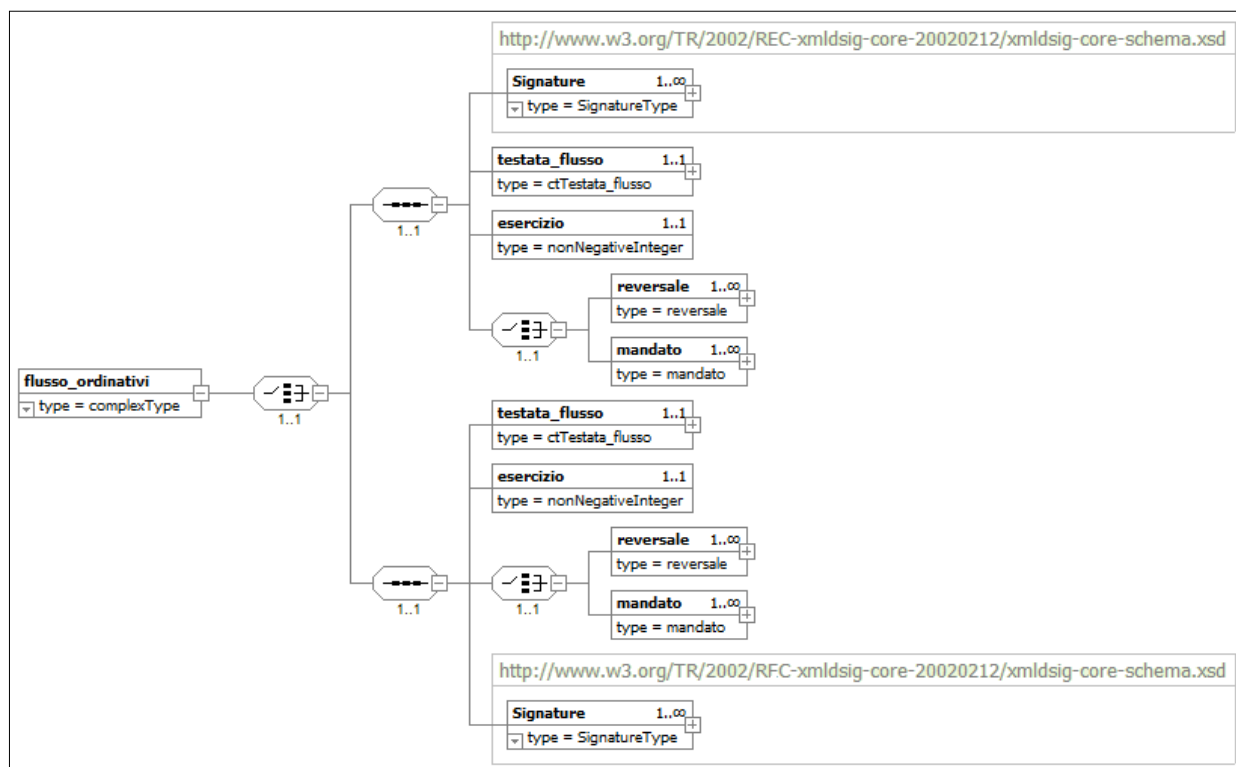 http://www.w3.org/TR/2002/REC-xmldsig-core-20020212/xmldsig-core-schema.xsd
Signature 1..∞
type = SignatureType
testata_flusso 1..1
type = ctTestata_flusso
1..1
esercizio 1..1
type = nonNegativeInteger
reversale 1..∞
type = reversale
1..1
mandato 1..∞
type = mandato
flusso_ordinativi
type = complexType
1..1
testata_flusso 1..1
type = ctTestata_flusso
esercizio 1..1
type = nonNegativeInteger
reversale 1..∞
type = reversale
1..1
1..1
mandato 1..∞
type = mandato
http://www.w3.org/TR/2002/REC-xmldsig-core-20020212/xmldsig-core-schema.xsd
Signature 1..∞
type = SignatureType